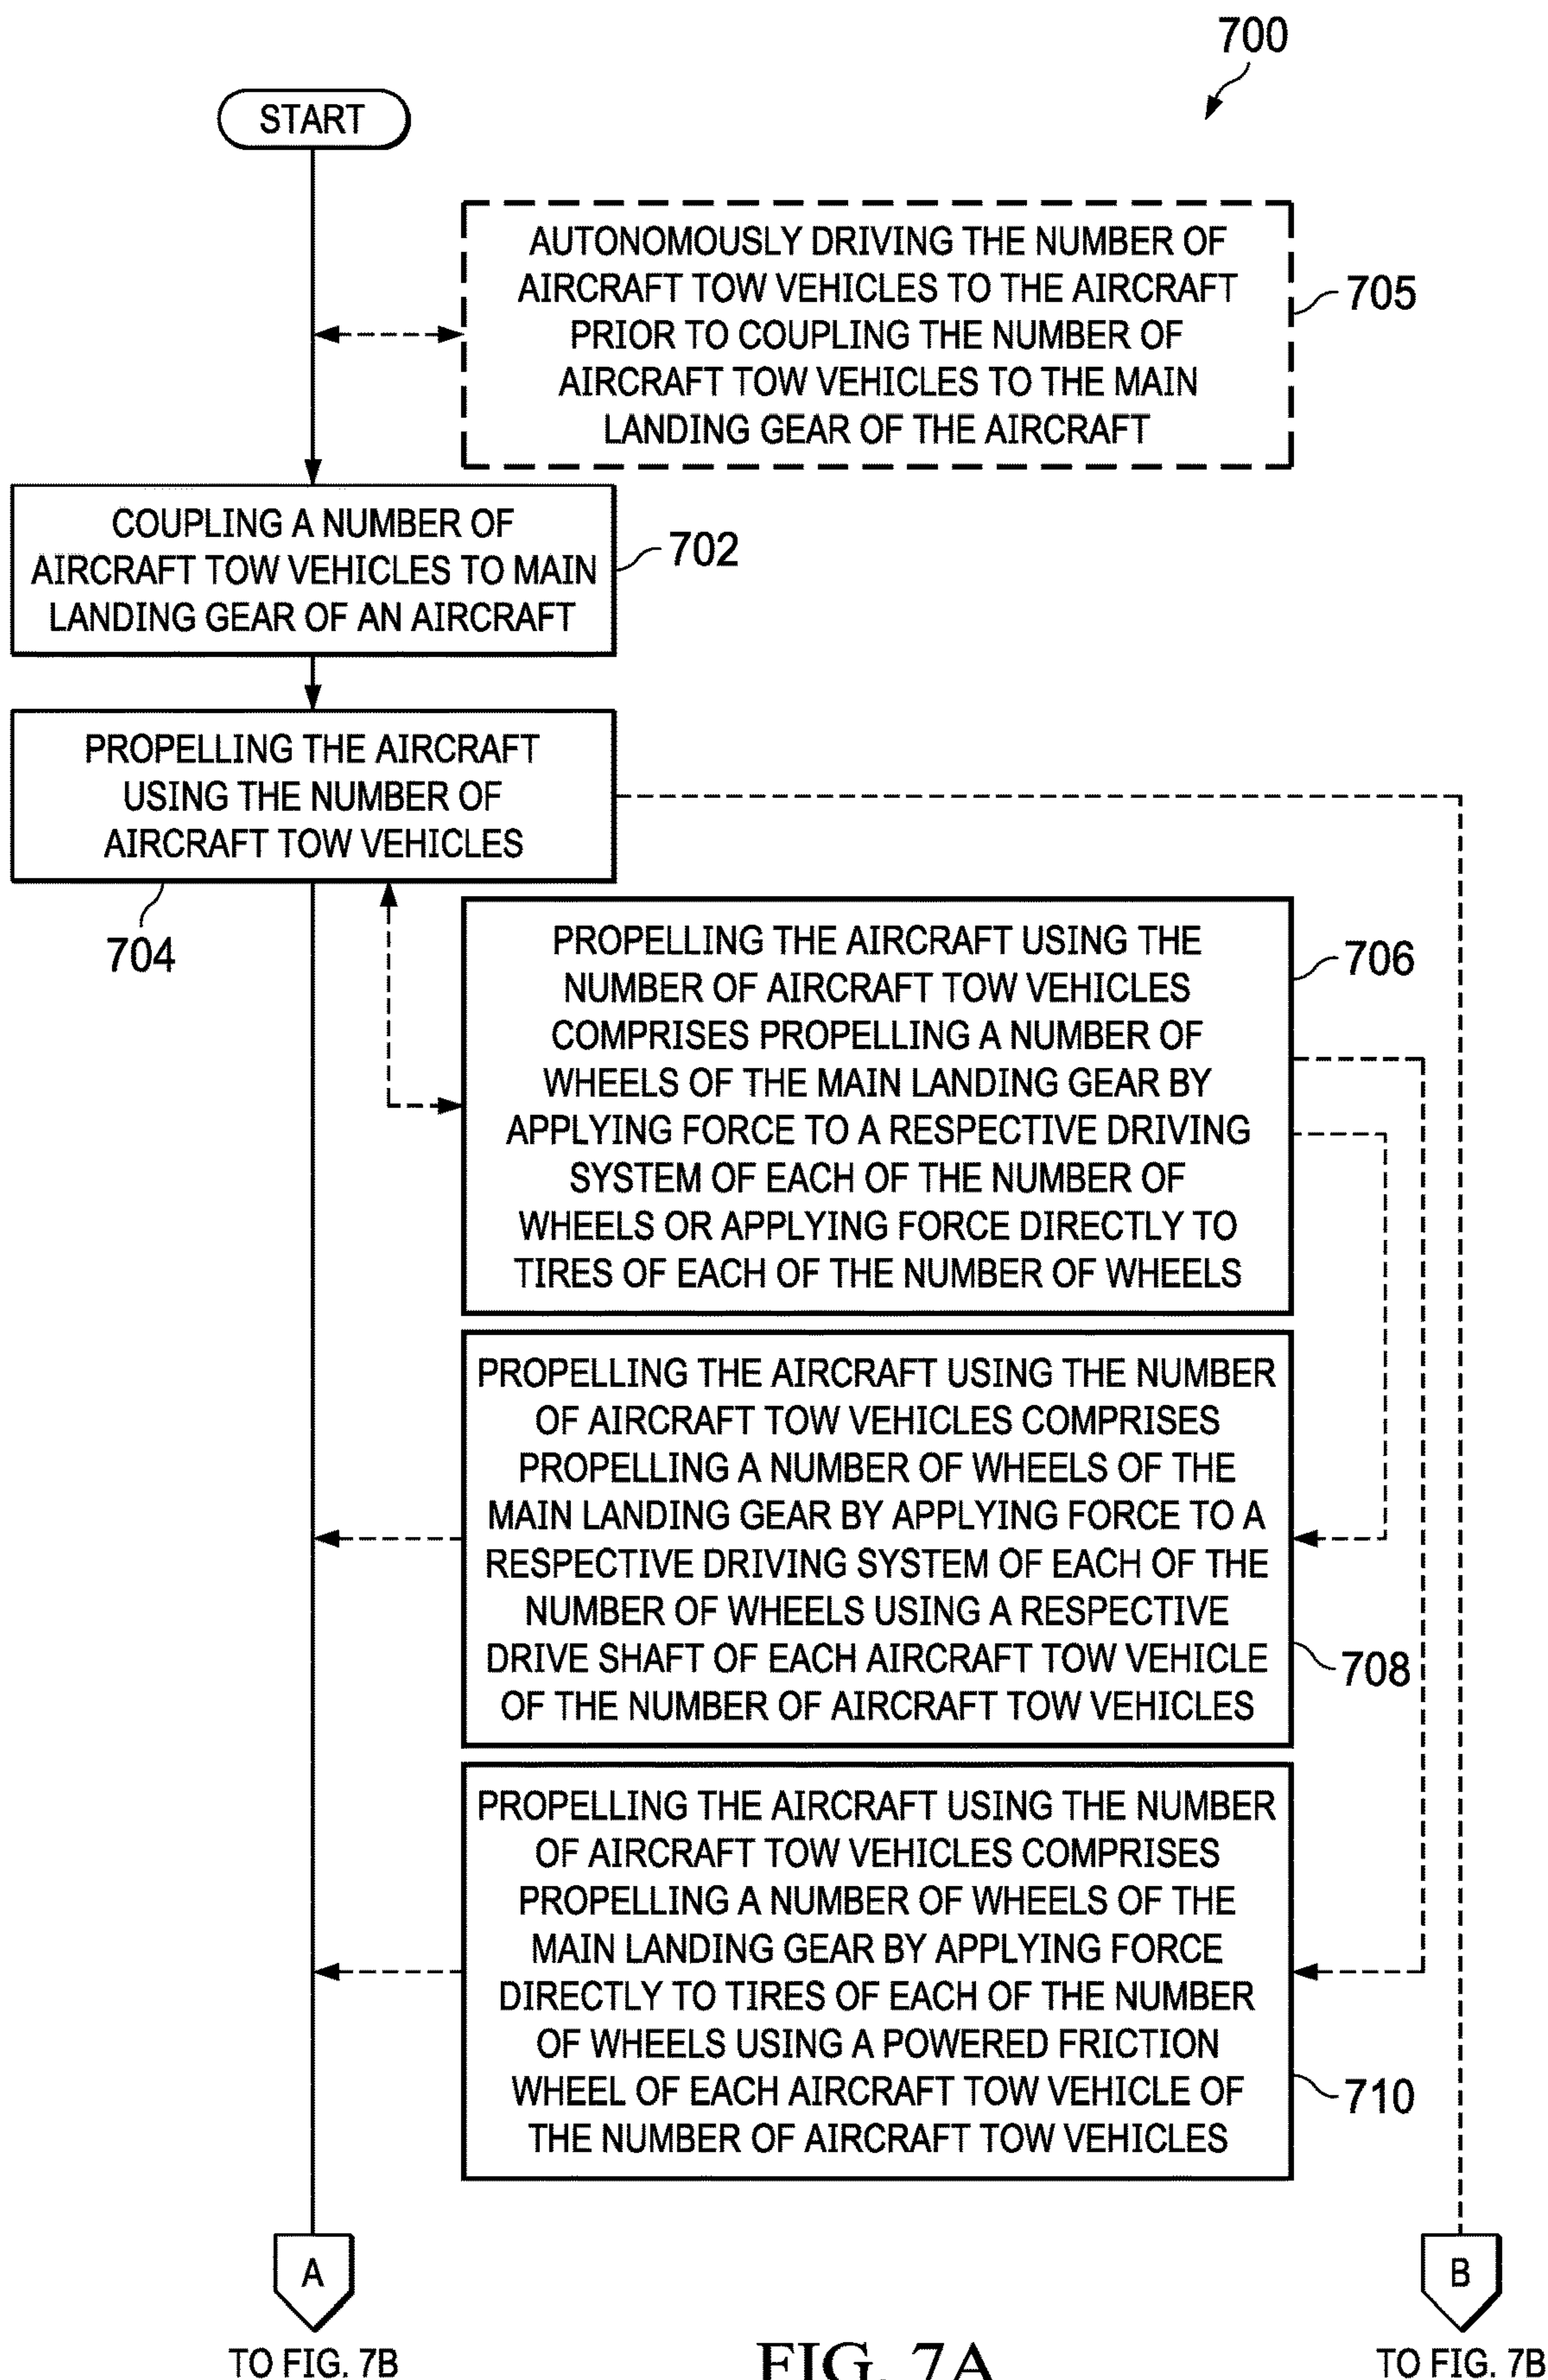 700
START
AUTONOMOUSLY DRIVING THE NUMBER OF
AIRCRAFT TOW VEHICLES TO THE AIRCRAFT
PRIOR TO COUPLING THE NUMBER OF
AIRCRAFT TOW VEHICLES TO THE MAIN
LANDING GEAR OF THE AIRCRAFT
705
COUPLING A NUMBER OF
AIRCRAFT TOW VEHICLES TO MAIN
LANDING GEAR OF AN AIRCRAFT
702
PROPELLING THE AIRCRAFT
USING THE NUMBER OF
AIRCRAFT TOW VEHICLES
704
PROPELLING THE AIRCRAFT USING THE
NUMBER OF AIRCRAFT TOW VEHICLES
COMPRISES PROPELLING A NUMBER OF
WHEELS OF THE MAIN LANDING GEAR BY
APPLYING FORCE TO A RESPECTIVE DRIVING
SYSTEM OF EACH OF THE NUMBER OF
WHEELS OR APPLYING FORCE DIRECTLY TO
TIRES OF EACH OF THE NUMBER OF WHEELS
706
PROPELLING THE AIRCRAFT USING THE NUMBER
OF AIRCRAFT TOW VEHICLES COMPRISES
PROPELLING A NUMBER OF WHEELS OF THE
MAIN LANDING GEAR BY APPLYING FORCE TO A
RESPECTIVE DRIVING SYSTEM OF EACH OF THE
NUMBER OF WHEELS USING A RESPECTIVE
DRIVE SHAFT OF EACH AIRCRAFT TOW VEHICLE
OF THE NUMBER OF AIRCRAFT TOW VEHICLES
708
PROPELLING THE AIRCRAFT USING THE NUMBER
OF AIRCRAFT TOW VEHICLES COMPRISES
PROPELLING A NUMBER OF WHEELS OF THE
MAIN LANDING GEAR BY APPLYING FORCE
DIRECTLY TO TIRES OF EACH OF THE NUMBER
OF WHEELS USING A POWERED FRICTION
WHEEL OF EACH AIRCRAFT TOW VEHICLE OF
THE NUMBER OF AIRCRAFT TOW VEHICLES
710
A
B
TO FIG. 7B
FIG. 7A
TO FIG. 7B